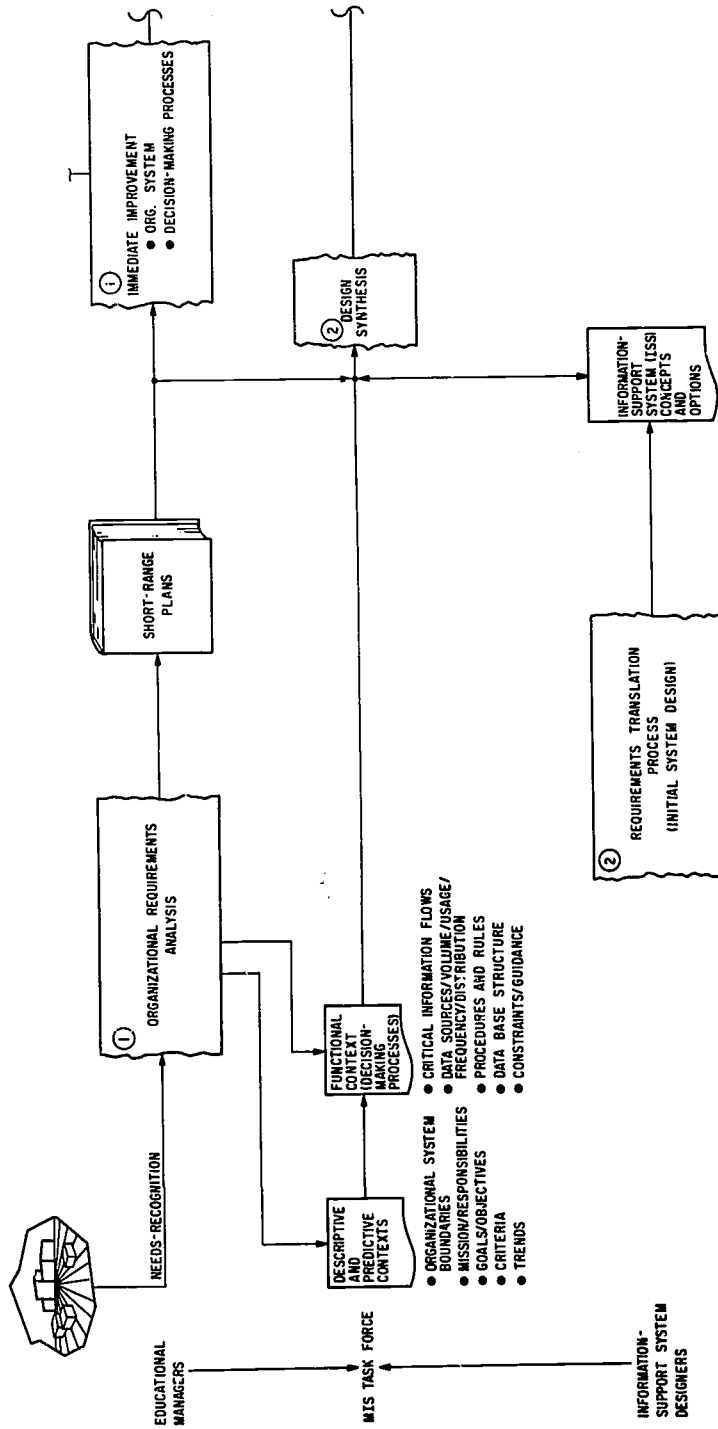 EDUCATIONAL
MANAGERS
MIS TASK FORCE
INFORMATION-
SUPPORT SYSTEM
DESIGNERS
NEEDS-RECOGNITION
1
ORGANIZATIONAL REQUIREMENTS
ANALYSIS
SHORT-RANGE
PLANS
i
IMMEDIATE IMPROVEMENT
● ORG. SYSTEM
● DECISION-MAKING PROCESSES
DESCRIPTIVE
AND
PREDICTIVE
CONTEXTS
● ORGANIZATIONAL SYSTEM
BOUNDARIES
● MISSION/RESPONSIBILITIES
● GOALS/OBJECTIVES
● CRITERIA
● TRENDS
FUNCTIONAL
CONTEXT
(DECISION-
MAKING
PROCESSES)
● CRITICAL INFORMATION FLOWS
● DATA SOURCES/VOLUME/USAGE/
FREQUENCY/DISTRIBUTION
● PROCEDURES AND RULES
● DATA BASE STRUCTURE
● CONSTRAINTS/GUIDANCE
2
DESIGN
SYNTHESIS
2
REQUIREMENTS TRANSLATION
PROCESS
(INITIAL SYSTEM DESIGN)
INFORMATION-
SUPPORT
SYSTEM (ISS)
CONCEPTS
AND
OPTIONS